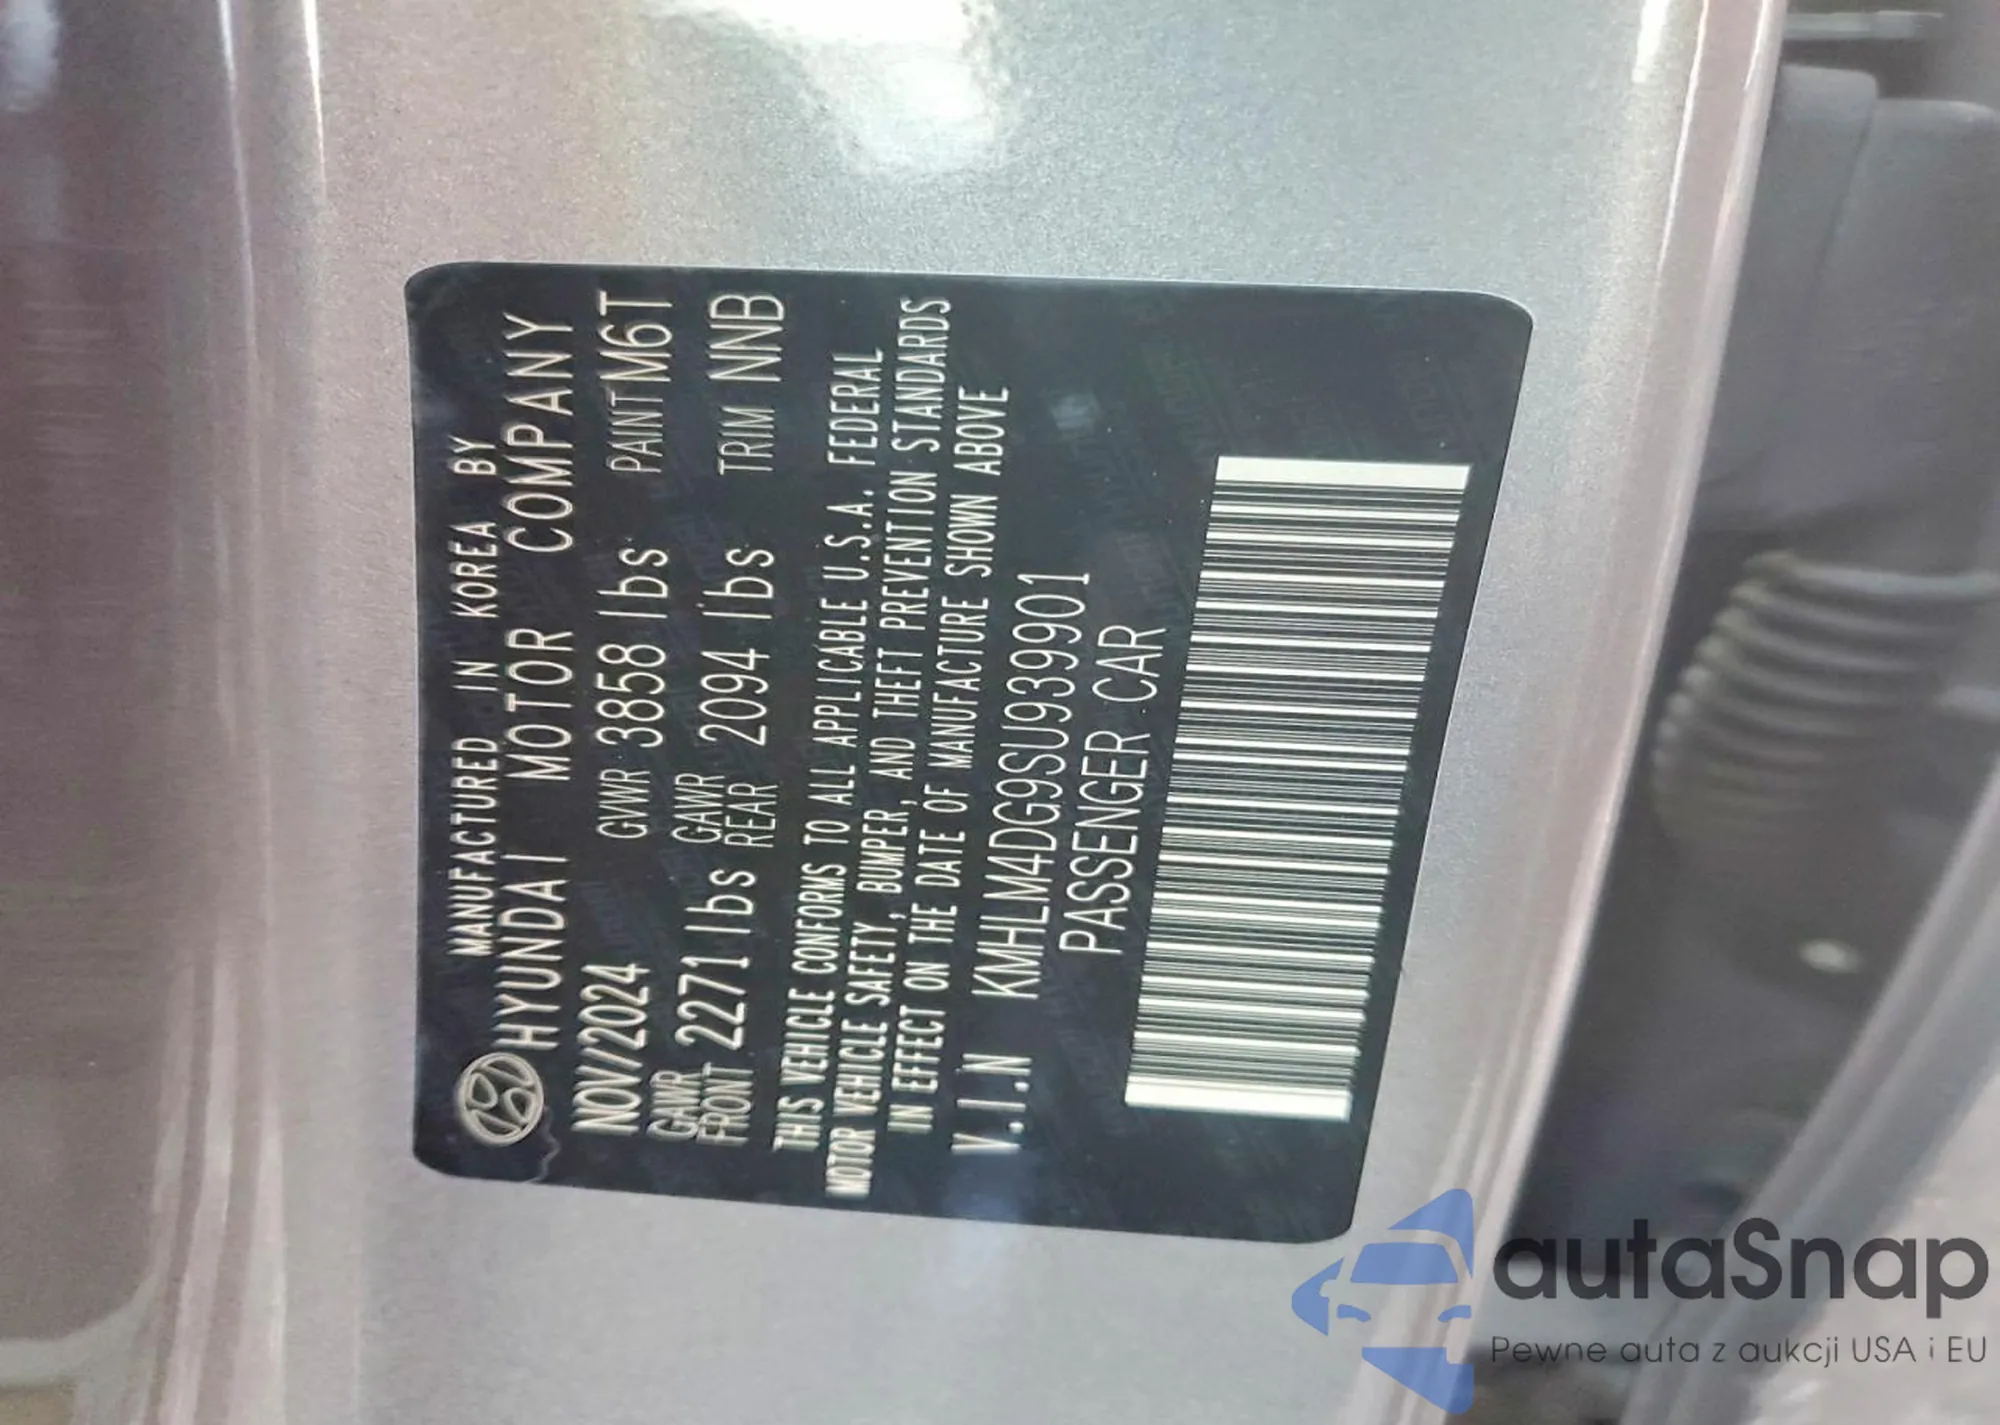 MANUFACTURED IN KOREA BY
HYUNDAI MOTOR COMPANY
NOV/2024 GVWR 3858 lbs PAINT M6T
GAWR FRONT 2271 lbs GAWR REAR 2094 lbs TRIM NNB
THIS VEHICLE CONFORMS TO ALL APPLICABLE U.S.A. FEDERAL
MOTOR VEHICLE SAFETY, BUMPER, AND THEFT PREVENTION STANDARDS
IN EFFECT ON THE DATE OF MANUFACTURE SHOWN ABOVE
V.I.N KMHLM4DG9SU939901
PASSENGER CAR
autaSnap
Pewne auta z aukcji USA i EU